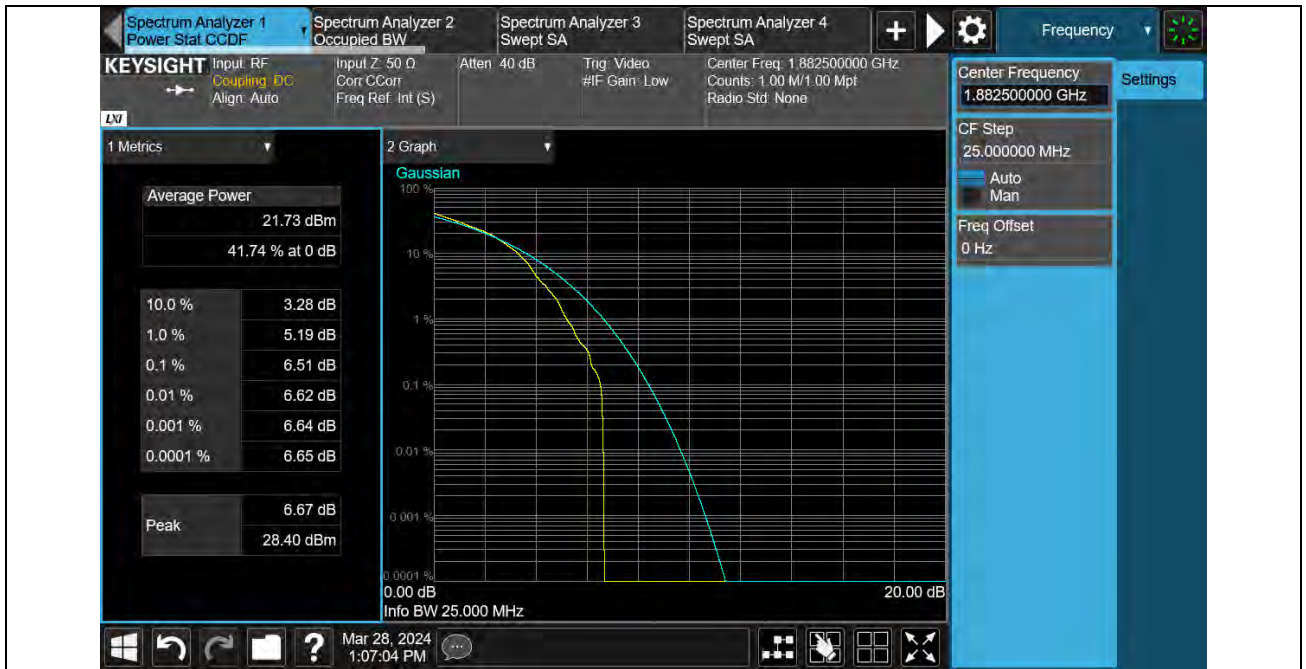 Spectrum Analyzer 1
Power Stat CCDF
Spectrum Analyzer 2
Occupied BW
Spectrum Analyzer 3
Swept SA
Spectrum Analyzer 4
Swept SA
Frequency
KEYSIGHT
Input: RF
Coupling: DC
Align: Auto
Input Z: 50 Ω
Corr CCorr
Freq Ref: Int (S)
Atten: 40 dB
Trig: Video
#IF Gain: Low
Center Freq: 1.882500000 GHz
Counts: 1.00 M/1.00 Mpt
Radio Std: None
LXI
Center Frequency
1.882500000 GHz
Settings
CF Step
25.000000 MHz
Auto
Man
Freq Offset
0 Hz
1 Metrics
Average Power
21.73 dBm
41.74 % at 0 dB
10.0 % 3.28 dB
1.0 % 5.19 dB
0.1 % 6.51 dB
0.01 % 6.62 dB
0.001 % 6.64 dB
0.0001 % 6.65 dB
Peak
6.67 dB
28.40 dBm
2 Graph
Gaussian
100 %
10 %
1 %
0.1 %
0.01 %
0.001 %
0.0001 %
0.00 dB
20.00 dB
Info BW 25.000 MHz
?
Mar 28, 2024
1:07:04 PM